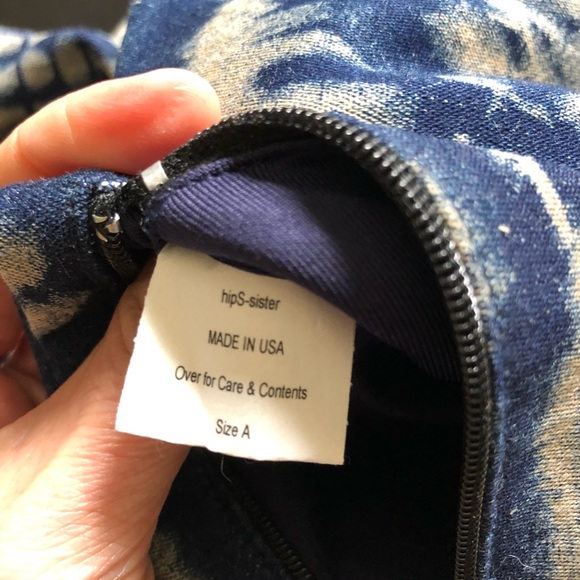 hipS-sister
MADE IN USA
Over for Care & Contents
Size A